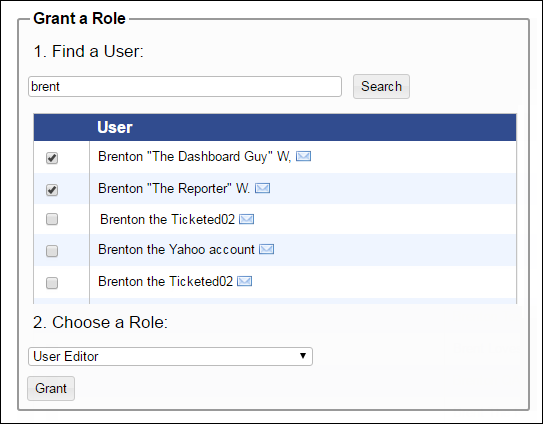 Grant a Role
1. Find a User:
brent Search
User
Brenton "The Dashboard Guy" W,
Brenton "The Reporter" W.
Brenton the Ticketed02
Brenton the Yahoo account
Brenton the Ticketed02
2. Choose a Role:
User Editor
Grant